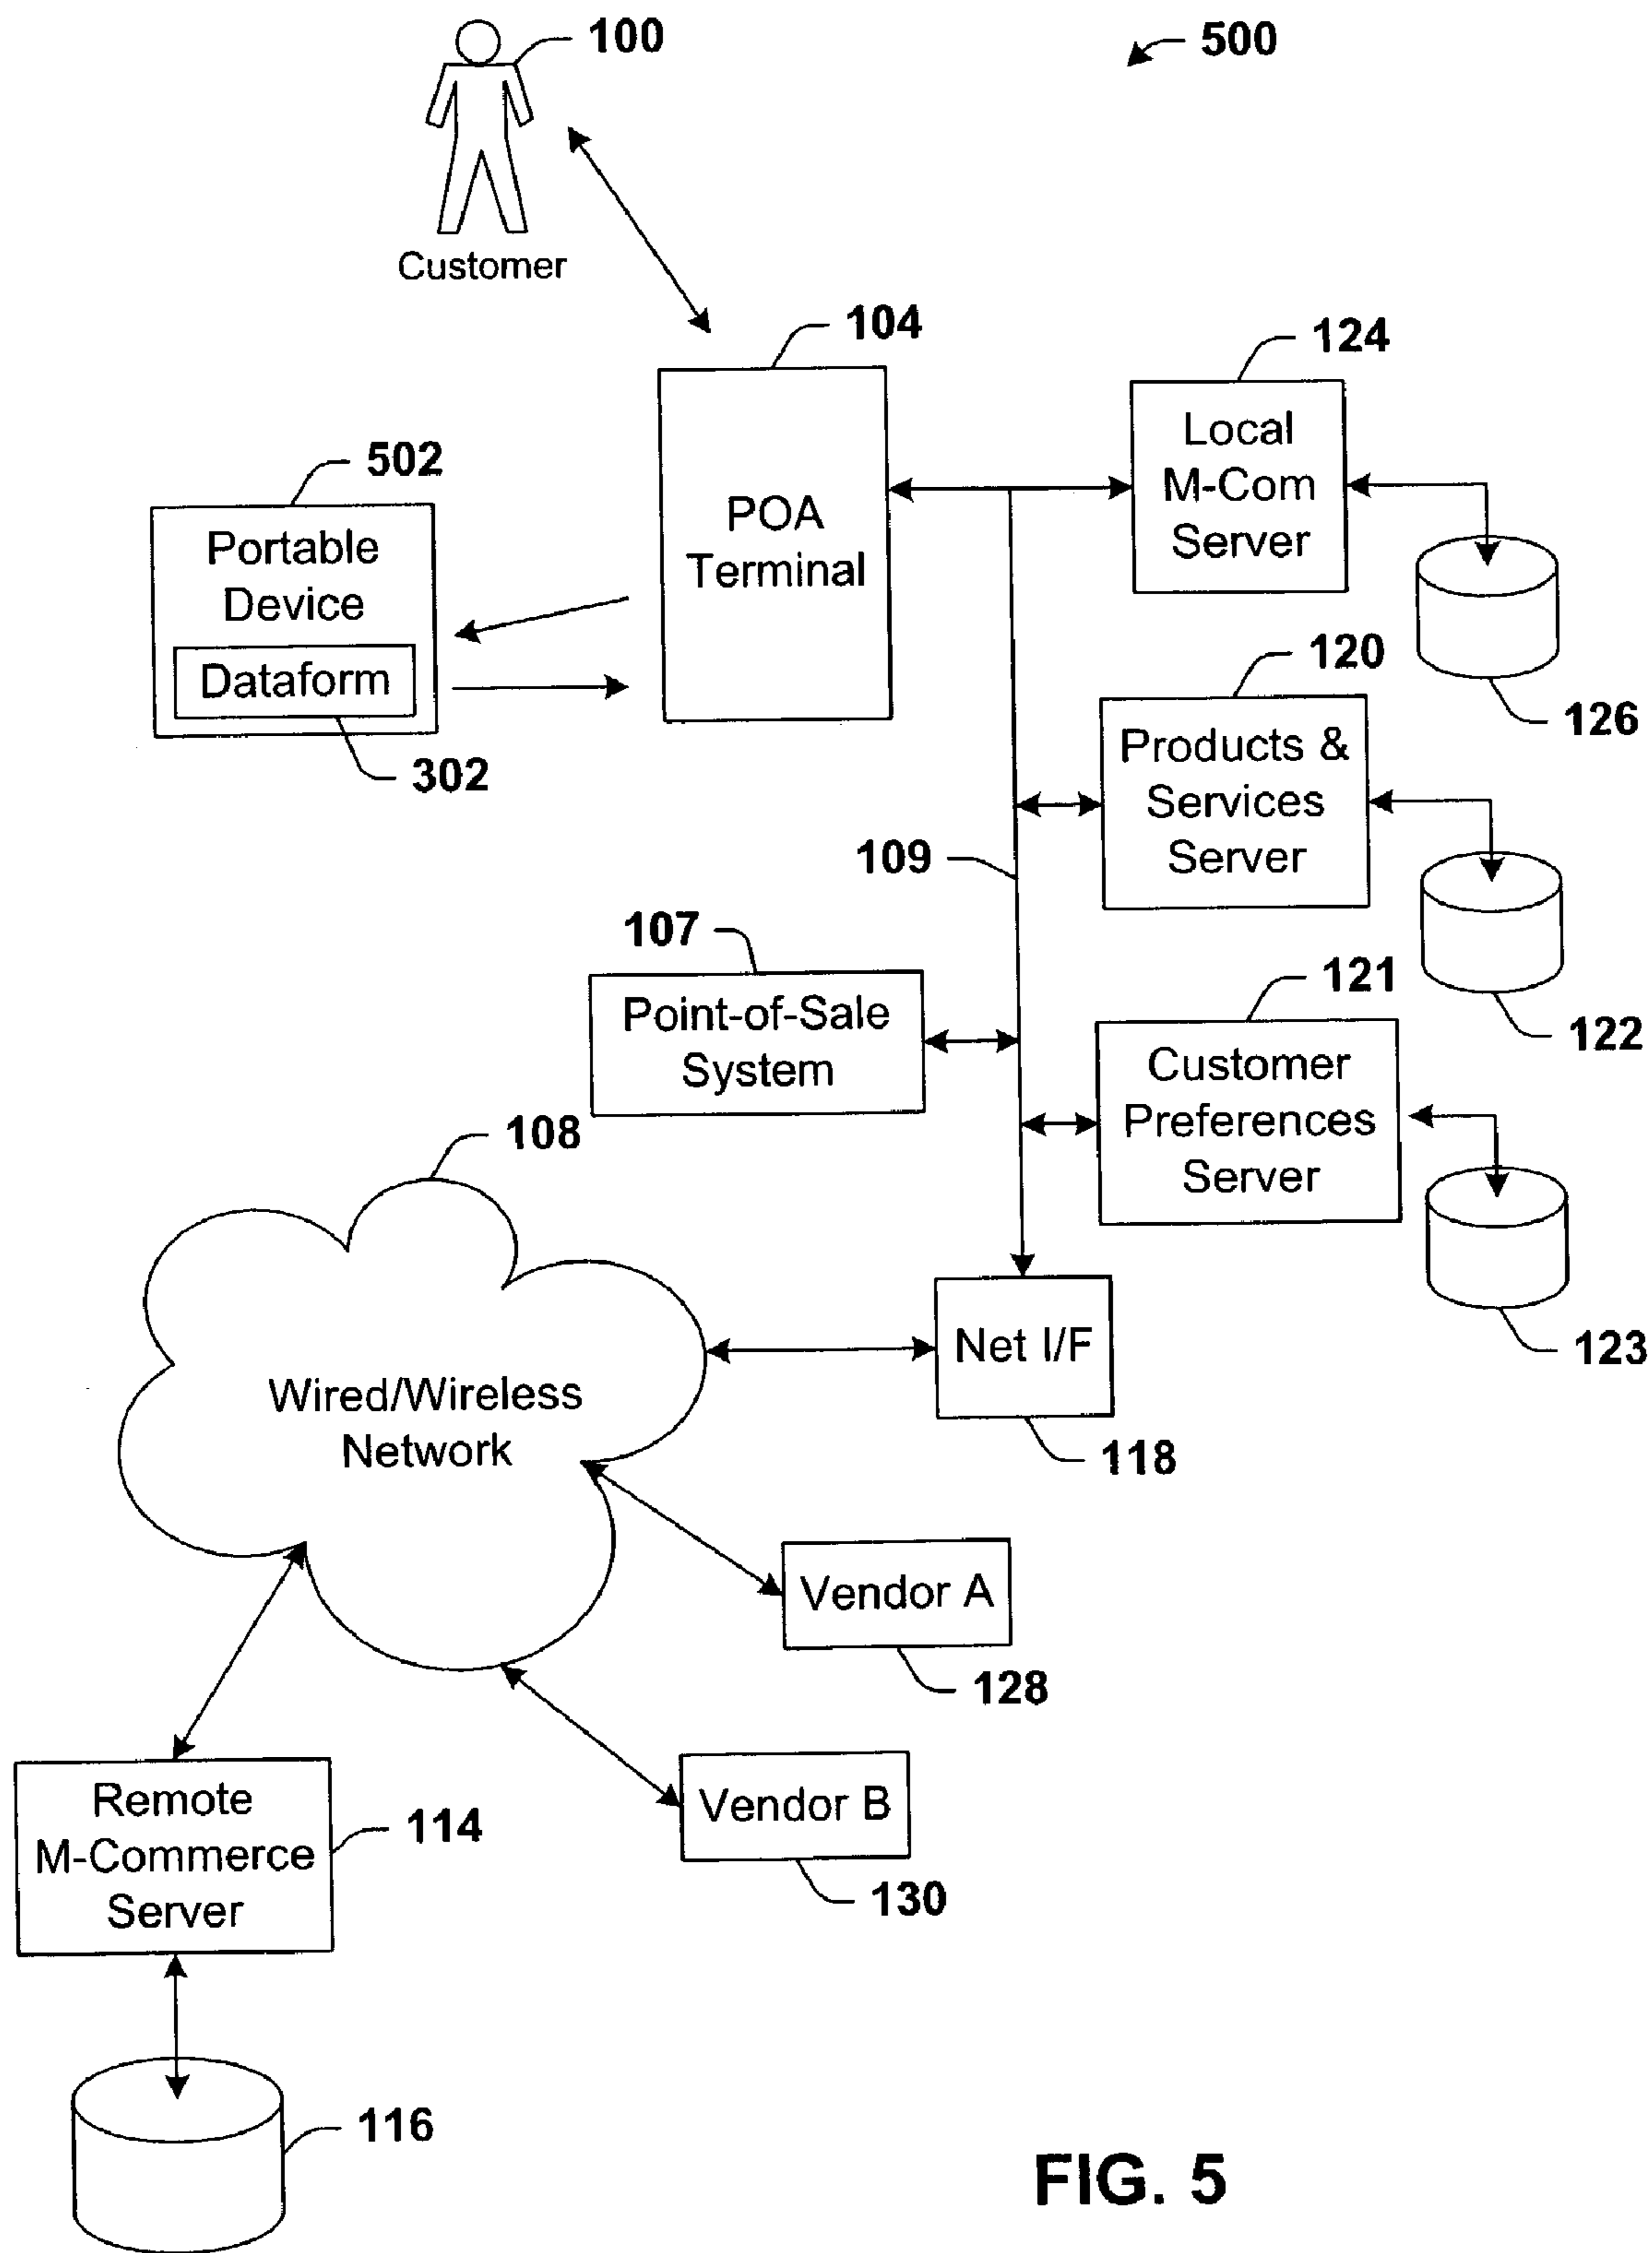 100
500
Customer
104
124
Local
M-Com
Server
502
Portable
Device
Dataform
POA
Terminal
302
126
120
Products &
Services
Server
109
122
107
Point-of-Sale
System
121
Customer
Preferences
Server
123
108
Wired/Wireless
Network
Net I/F
118
Vendor A
128
Vendor B
130
Remote
M-Commerce
Server
114
116
FIG. 5